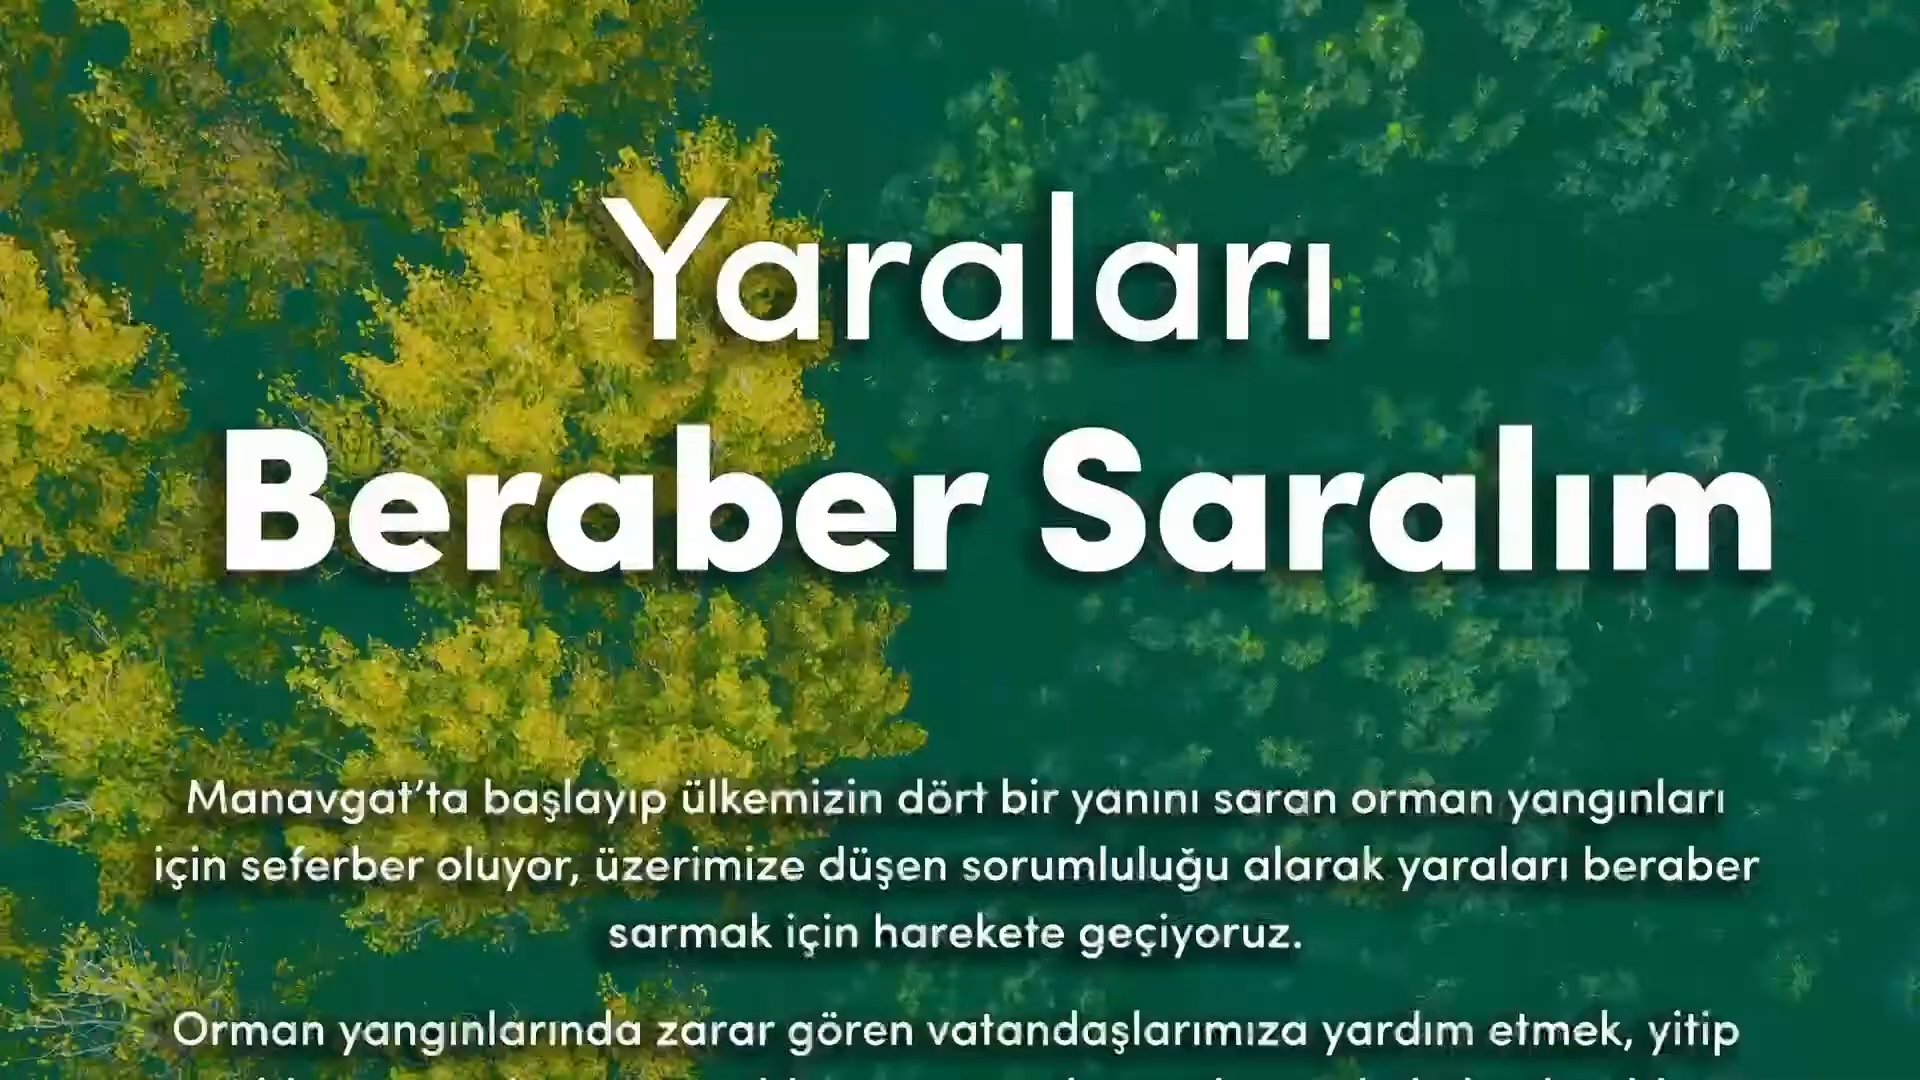 Yaraları
Beraber Saralım
Manavgat’ta başlayıp ülkemizin dört bir yanını saran orman yangınları
için seferber oluyor, üzerimize düşen sorumluluğu alarak yaraları beraber
sarmak için harekete geçiyoruz.
Orman yangınlarında zarar gören vatandaşlarımıza yardım etmek, yitip